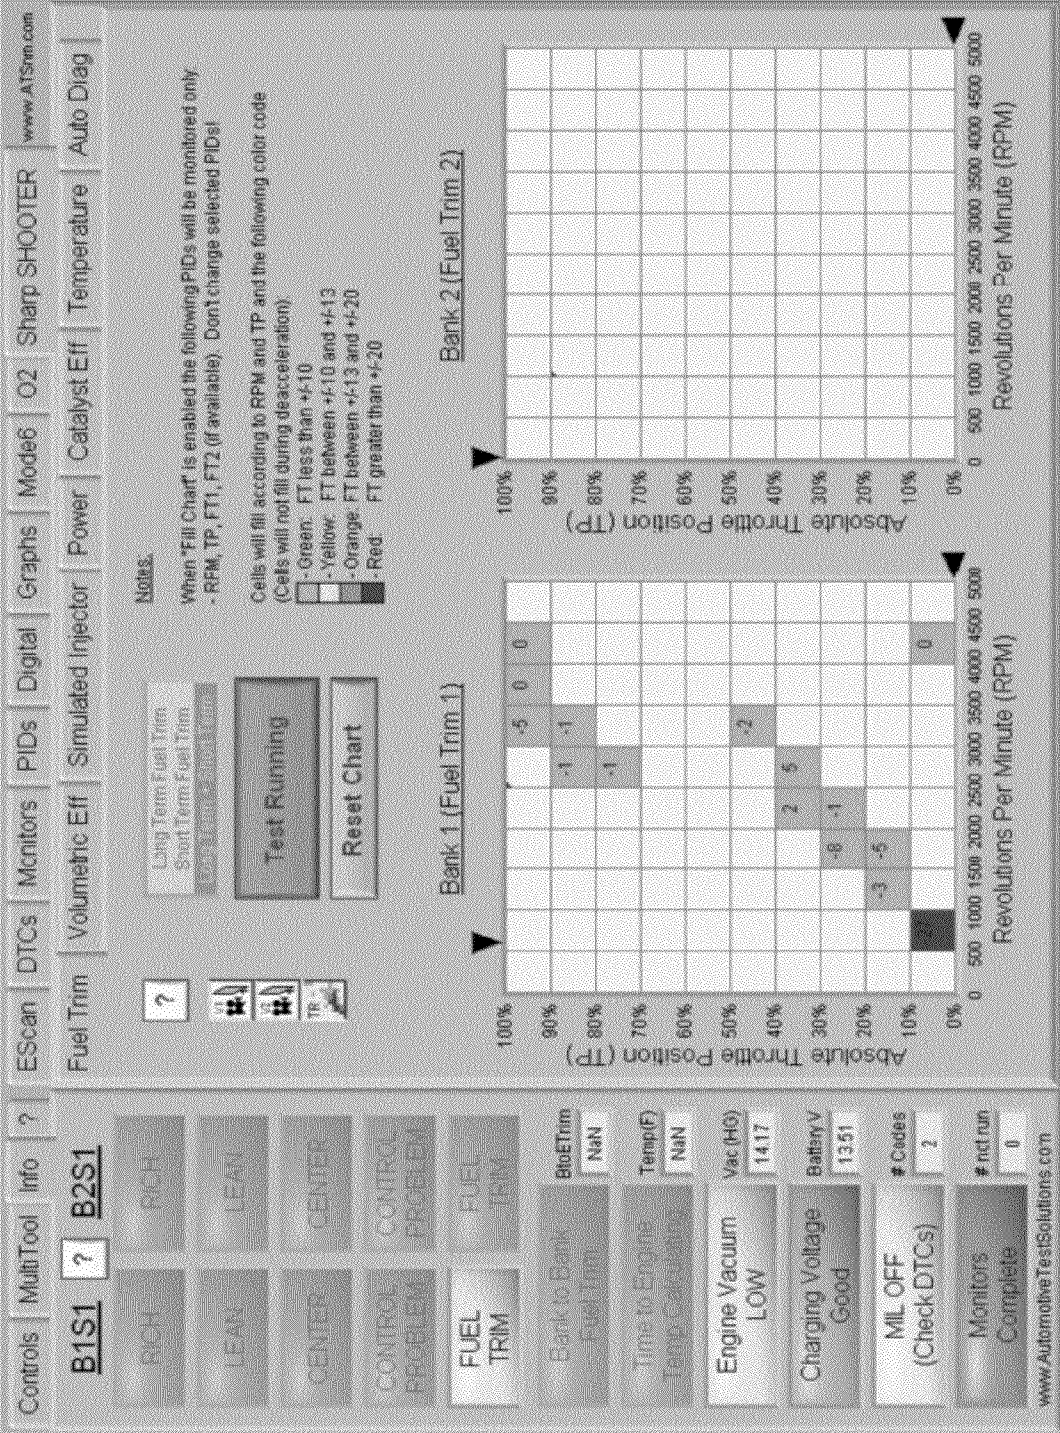 Controls MultiTool Info ? EScan DTCs Monitors PIDs Digital Graphs Mode6 O2 Sharp SHOOTER www.ATSnm.com
Fuel Trim Volumetric Eff Simulated Injector Power Catalyst Eff Temperature Auto Diag
B1S1 ? B2S1
RICH RICH
LEAN LEAN?
CENTER CENTER
CONTROL PROBLEM CONTROL PROBLEM
FUEL TRIM FUEL TRIM
Bank to Bank Fuel Trim
BtoETrim
NaN
Time to Engine Temp Calculating
Temp(F)
NaN
Engine Vacuum LOW
Vac (HG)
14.17
Charging Voltage Good
Battery V
13.51
MIL OFF (Check DTCs)
# Codes
2
Monitors Complete
# not run
0
www.AutomotiveTestSolutions.com
?
V1
V2
TR
Long Term Fuel Trim
Short Term Fuel Trim
Test Running
Reset Chart
Notes:
When "Fill Chart" is enabled the following PIDs will be monitored only.
- RPM, TP, FT1, FT2 (if available). Don't change selected PIDs!
Cells will fill according to RPM and TP and the following color code
(Cells will not fill during deacceleration)
- Green: FT less than +/-10
- Yellow: FT between +/-10 and +/-13
- Orange: FT between +/-13 and +/-20
- Red: FT greater than +/-20
Bank 1 (Fuel Trim 1)
Absolute Throttle Position (TP)
100%
90%
80%
70%
60%
50%
40%
30%
20%
10%
0%
-5 0 0
-1 -1
-1
-2
2 5
-8 -1
-3 -5
0
0 500 1000 1500 2000 2500 3000 3500 4000 4500 5000
Revolutions Per Minute (RPM)
Bank 2 (Fuel Trim 2)
Absolute Throttle Position (TP)
100%
90%
80%
70%
60%
50%
40%
30%
20%
10%
0%
0 500 1000 1500 2000 2500 3000 3500 4000 4500 5000
Revolutions Per Minute (RPM)